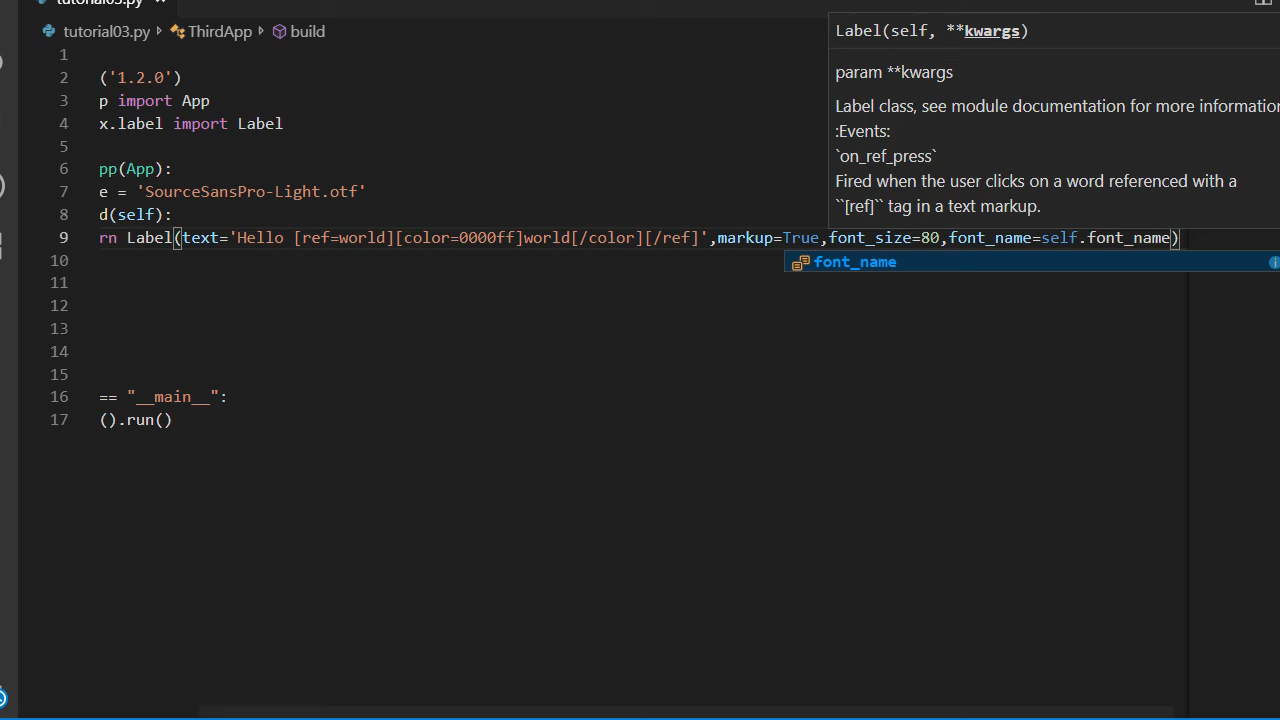 tutorial03.py
tutorial03.py ThirdApp build
Label(self, **kwargs)
param **kwargs
Label class, see module documentation for more information
:Events:
`on_ref_press`
Fired when the user clicks on a word referenced with a
``[ref]`` tag in a text markup.
1
2 ('1.2.0')
3 p import App
4 x.label import Label
5
6 pp(App):
7 e = 'SourceSansPro-Light.otf'
8 d(self):
9 rn Label(text='Hello [ref=world][color=0000ff]world[/color][/ref]',markup=True,font_size=80,font_name=self.font_name)
font_name
10
11
12
13
14
15
16 == "__main__":
17 ().run()